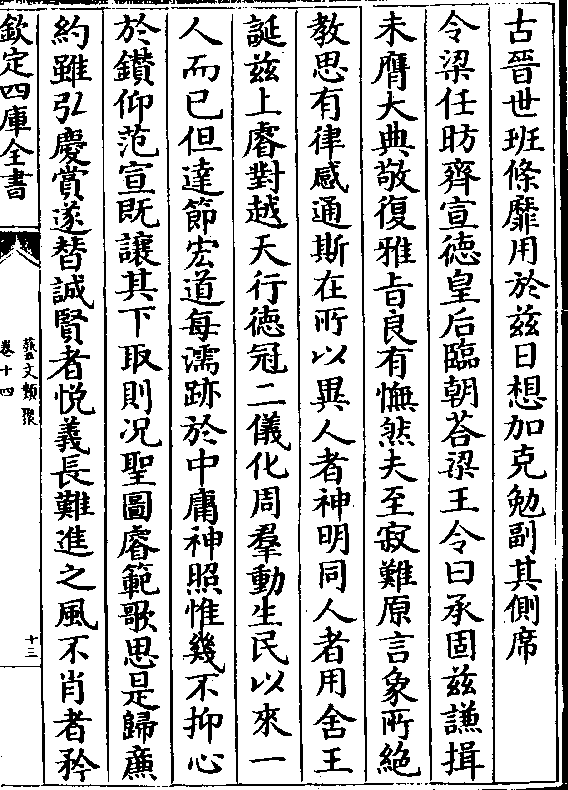 古晉世班條靡用於兹日想加克勉副其側席
令梁任昉齊宣徳皇后臨朝荅梁王令曰承固兹謙揖
未膺大典敬復雅旨良有憮然夫至寂難原言象所絶
教思有律感通斯在所以異人者神明同人者用舍王
誕兹上睿對越天行徳冠二儀化周羣動生民以來一
人而已但達節宏道每濡跡於中庸神照惟幾不抑心
於鑚仰范宣既讓其下取則况聖圖睿範歌思是歸亷
約雖引慶賞遂替誠賢者悦義長難進之風不肖者矜
欽定四庫全書
藝文類聚
卷十四
十三